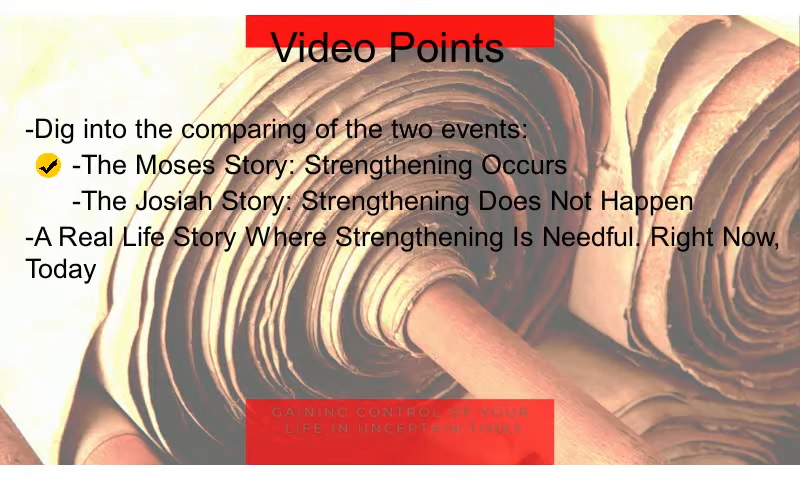 Video Points
-Dig into the comparing of the two events:
-The Moses Story: Strengthening Occurs
-The Josiah Story: Strengthening Does Not Happen
-A Real Life Story Where Strengthening Is Needful. Right Now,
Today
GAINING CONTROL OF YOUR
LIFE IN UNCERTAIN TIMES